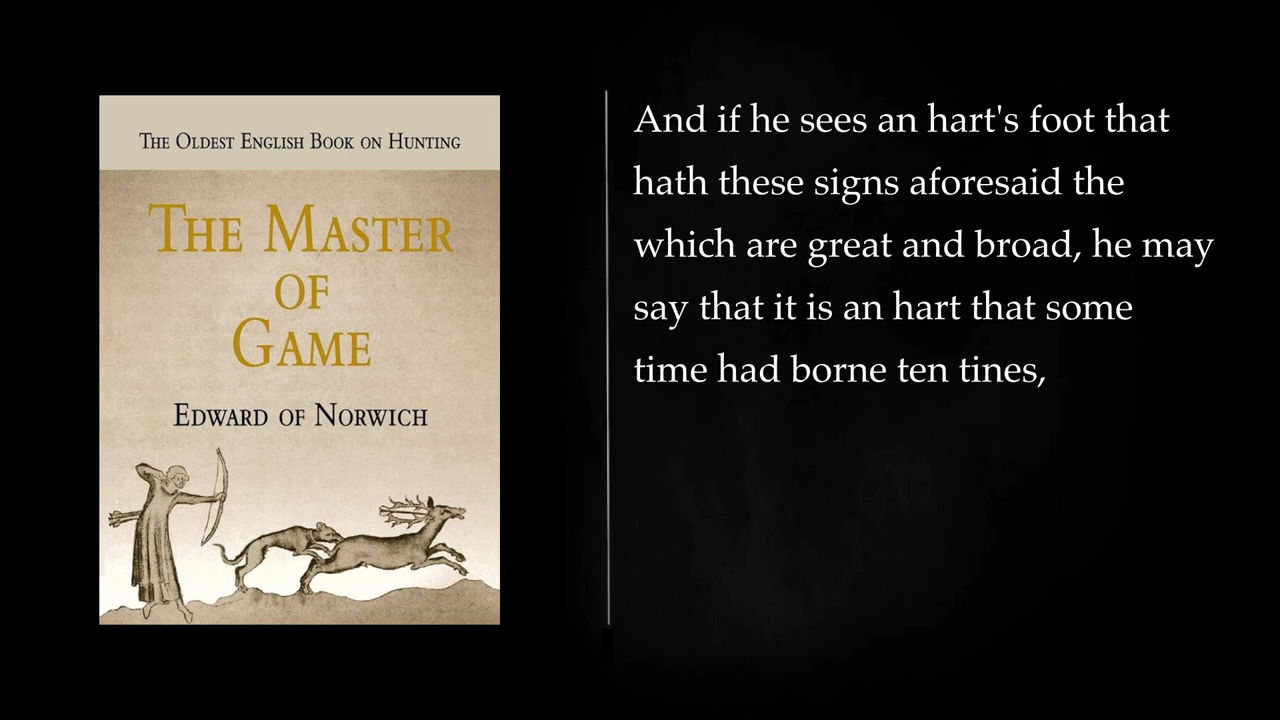 The Oldest English Book on Hunting
The Master
of
Game
Edward of Norwich
And if he sees an hart's foot that
hath these signs aforesaid the
which are great and broad, he may
say that it is an hart that some
time had borne ten tines,